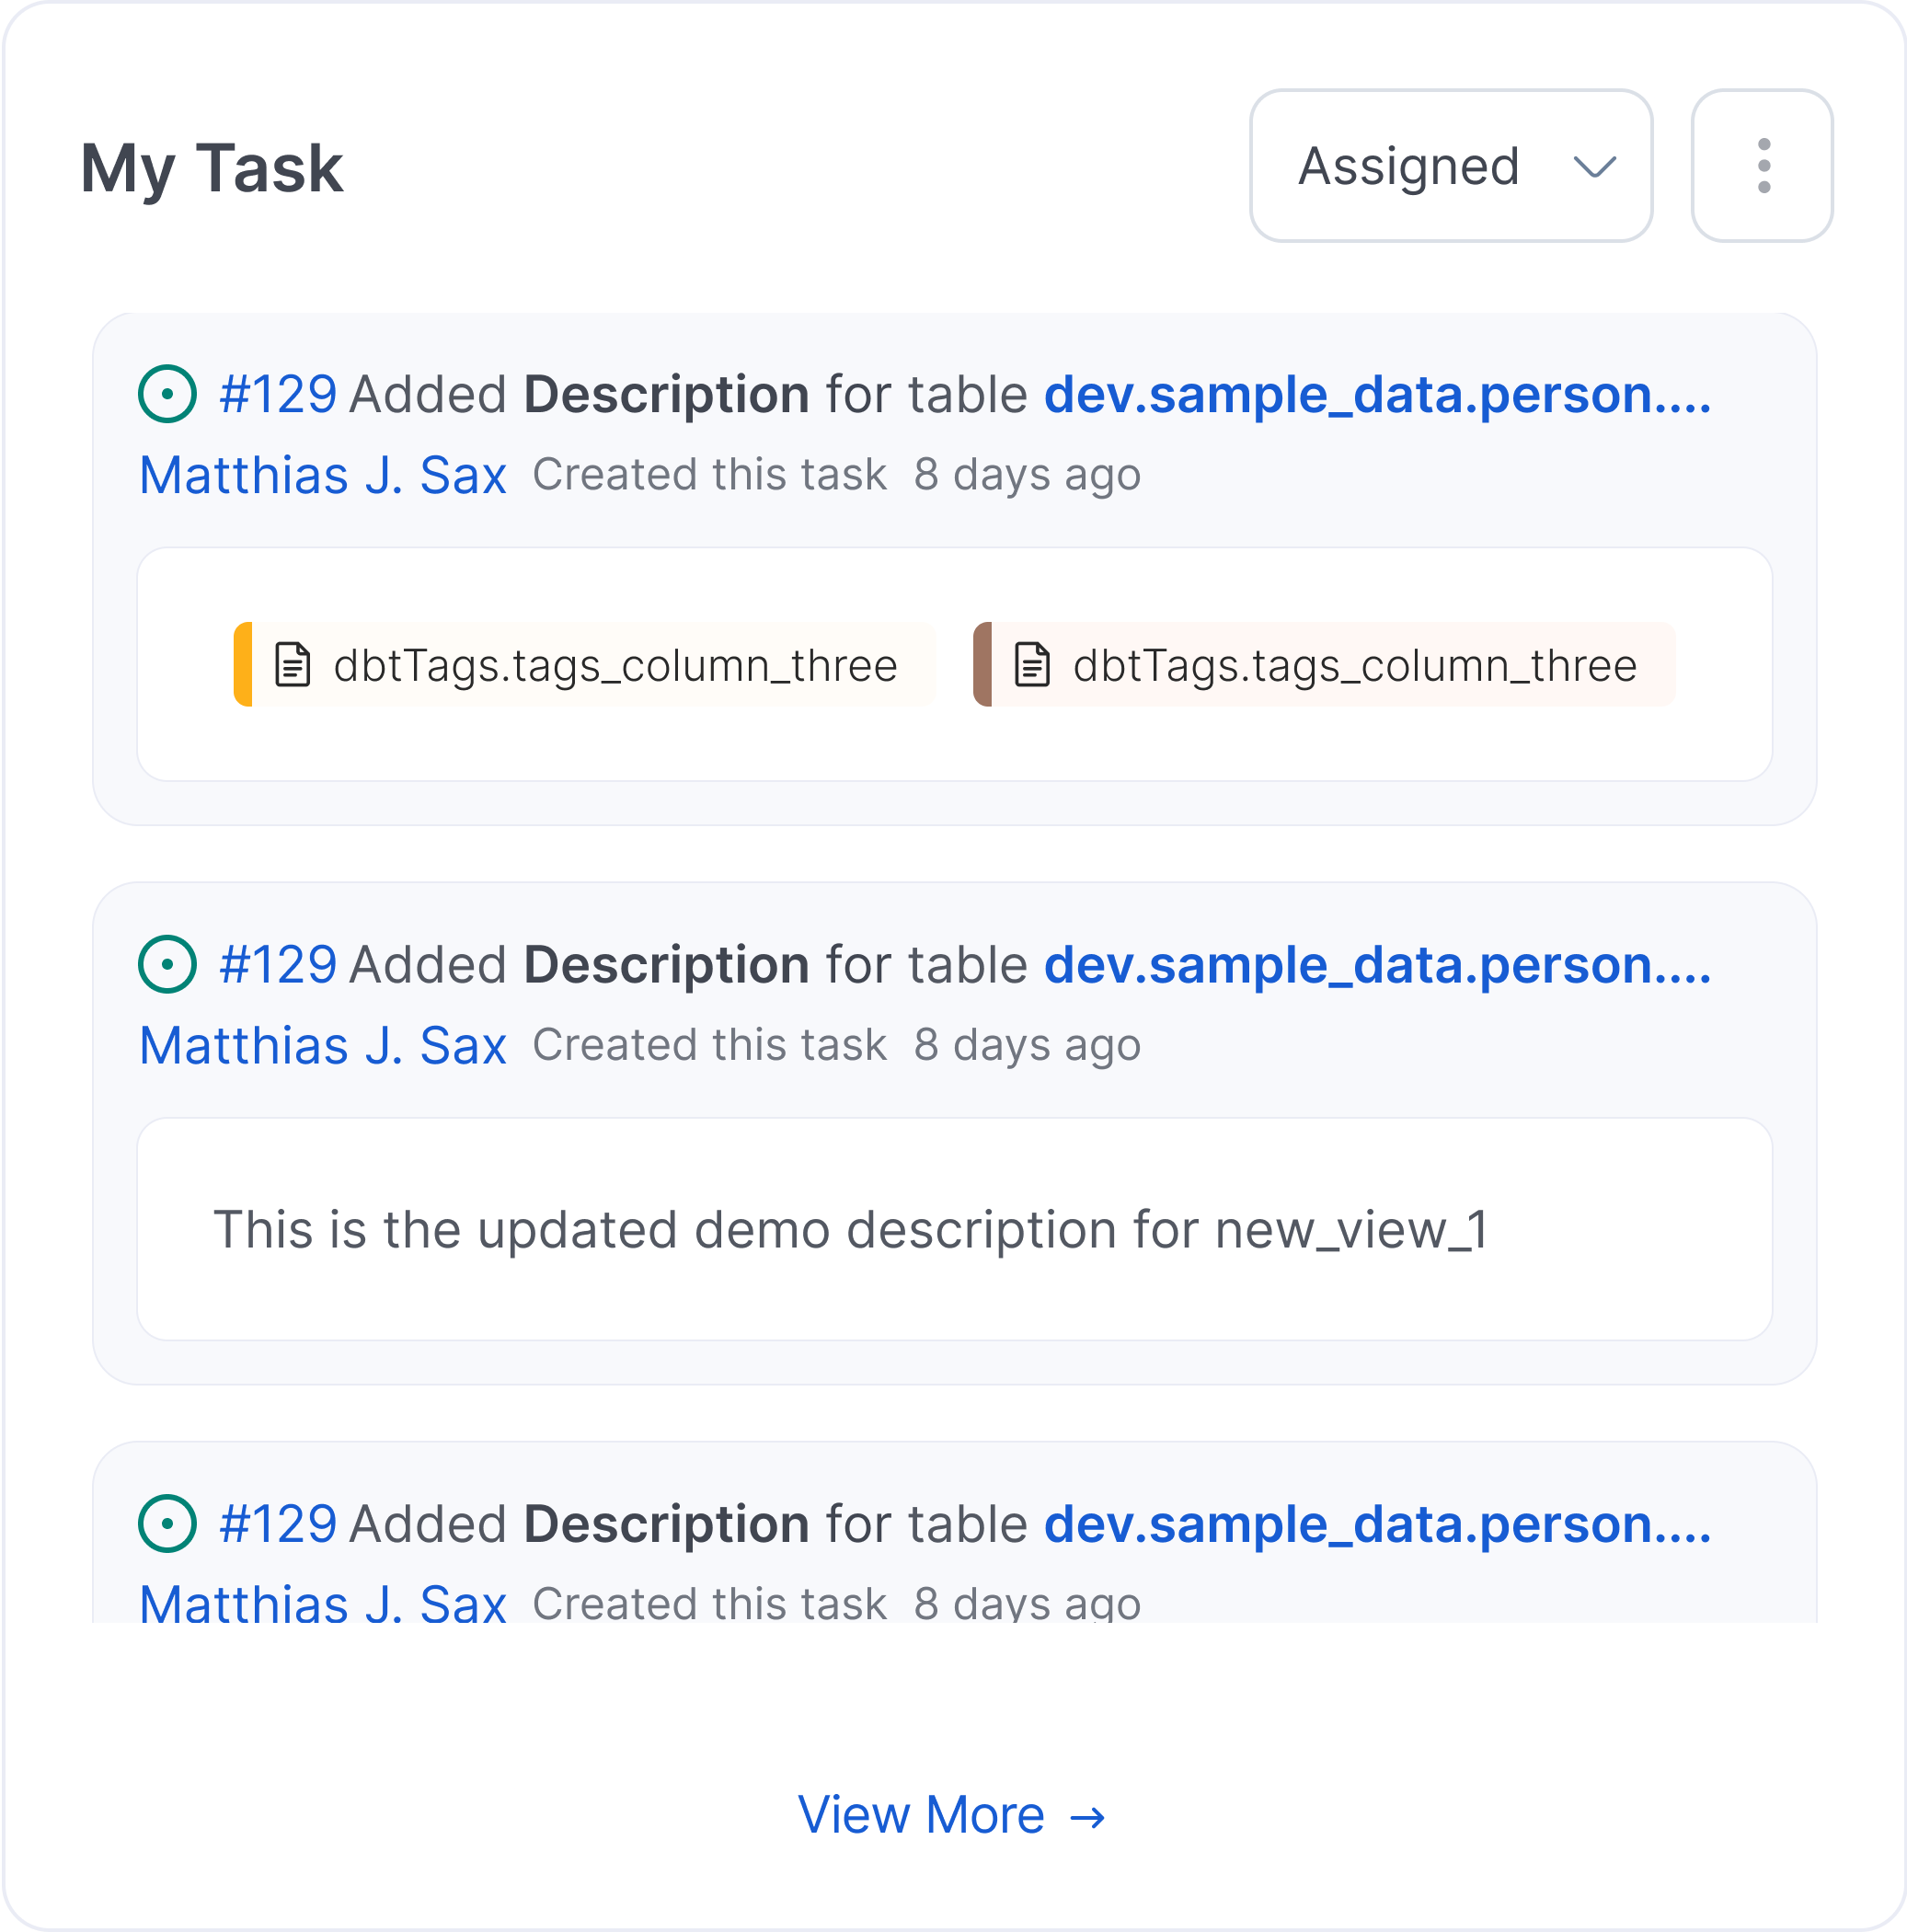 My Task
Assigned
#129 Added Description for table dev.sample_data.person....
Matthias J. Sax Created this task 8 days ago
dbtTags.tags_column_three dbtTags.tags_column_three
#129 Added Description for table dev.sample_data.person....
Matthias J. Sax Created this task 8 days ago
This is the updated demo description for new_view_1
#129 Added Description for table dev.sample_data.person....
Matthias J. Sax Created this task 8 days ago
View More →